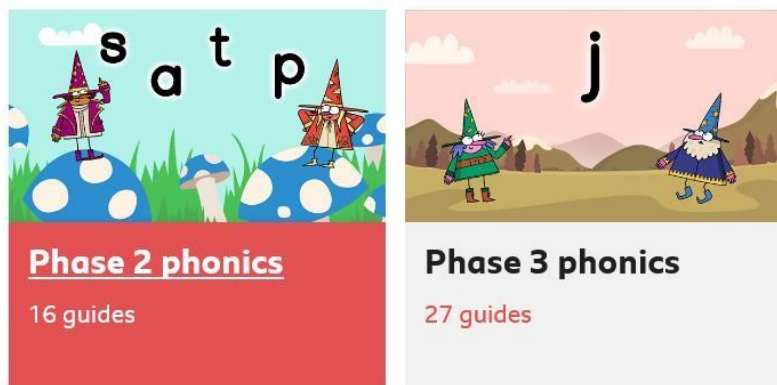 s a t p
j
Phase 2 phonics
16 guides
Phase 3 phonics
27 guides